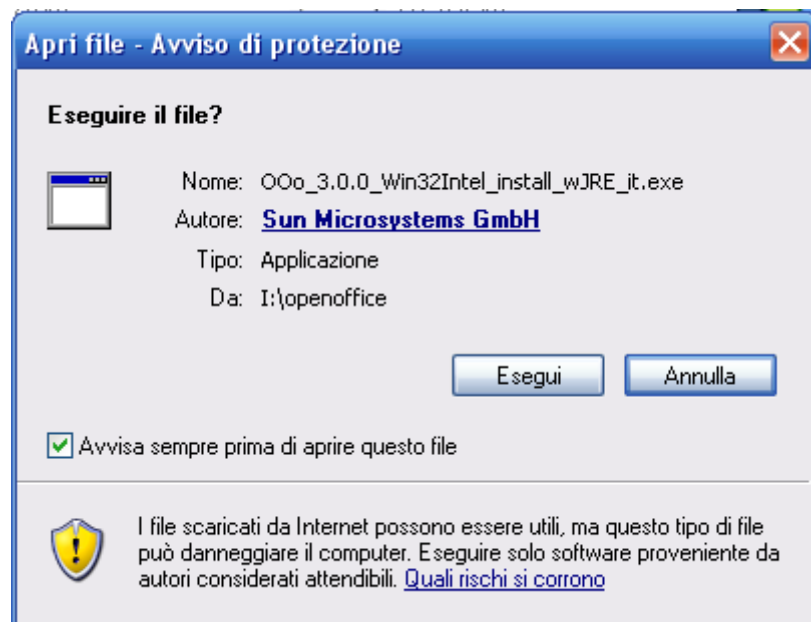 Apri file - Avviso di protezione
Eseguire il file?
Nome: OOo_3.0.0_Win32Intel_install_wJRE_it.exe
Autore: Sun Microsystems GmbH
Tipo: Applicazione
Da: I:\openoffice
Esegui Annulla
Avvisa sempre prima di aprire questo file
I file scaricati da Internet possono essere utili, ma questo tipo di file
può danneggiare il computer. Eseguire solo software proveniente da
autori considerati attendibili. Quali rischi si corrono